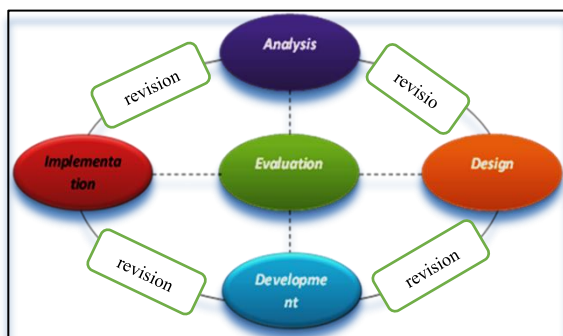 Analysis
revision
revisio
Implementa
tion
Evaluation
Design
revision
revision
Developme
nt